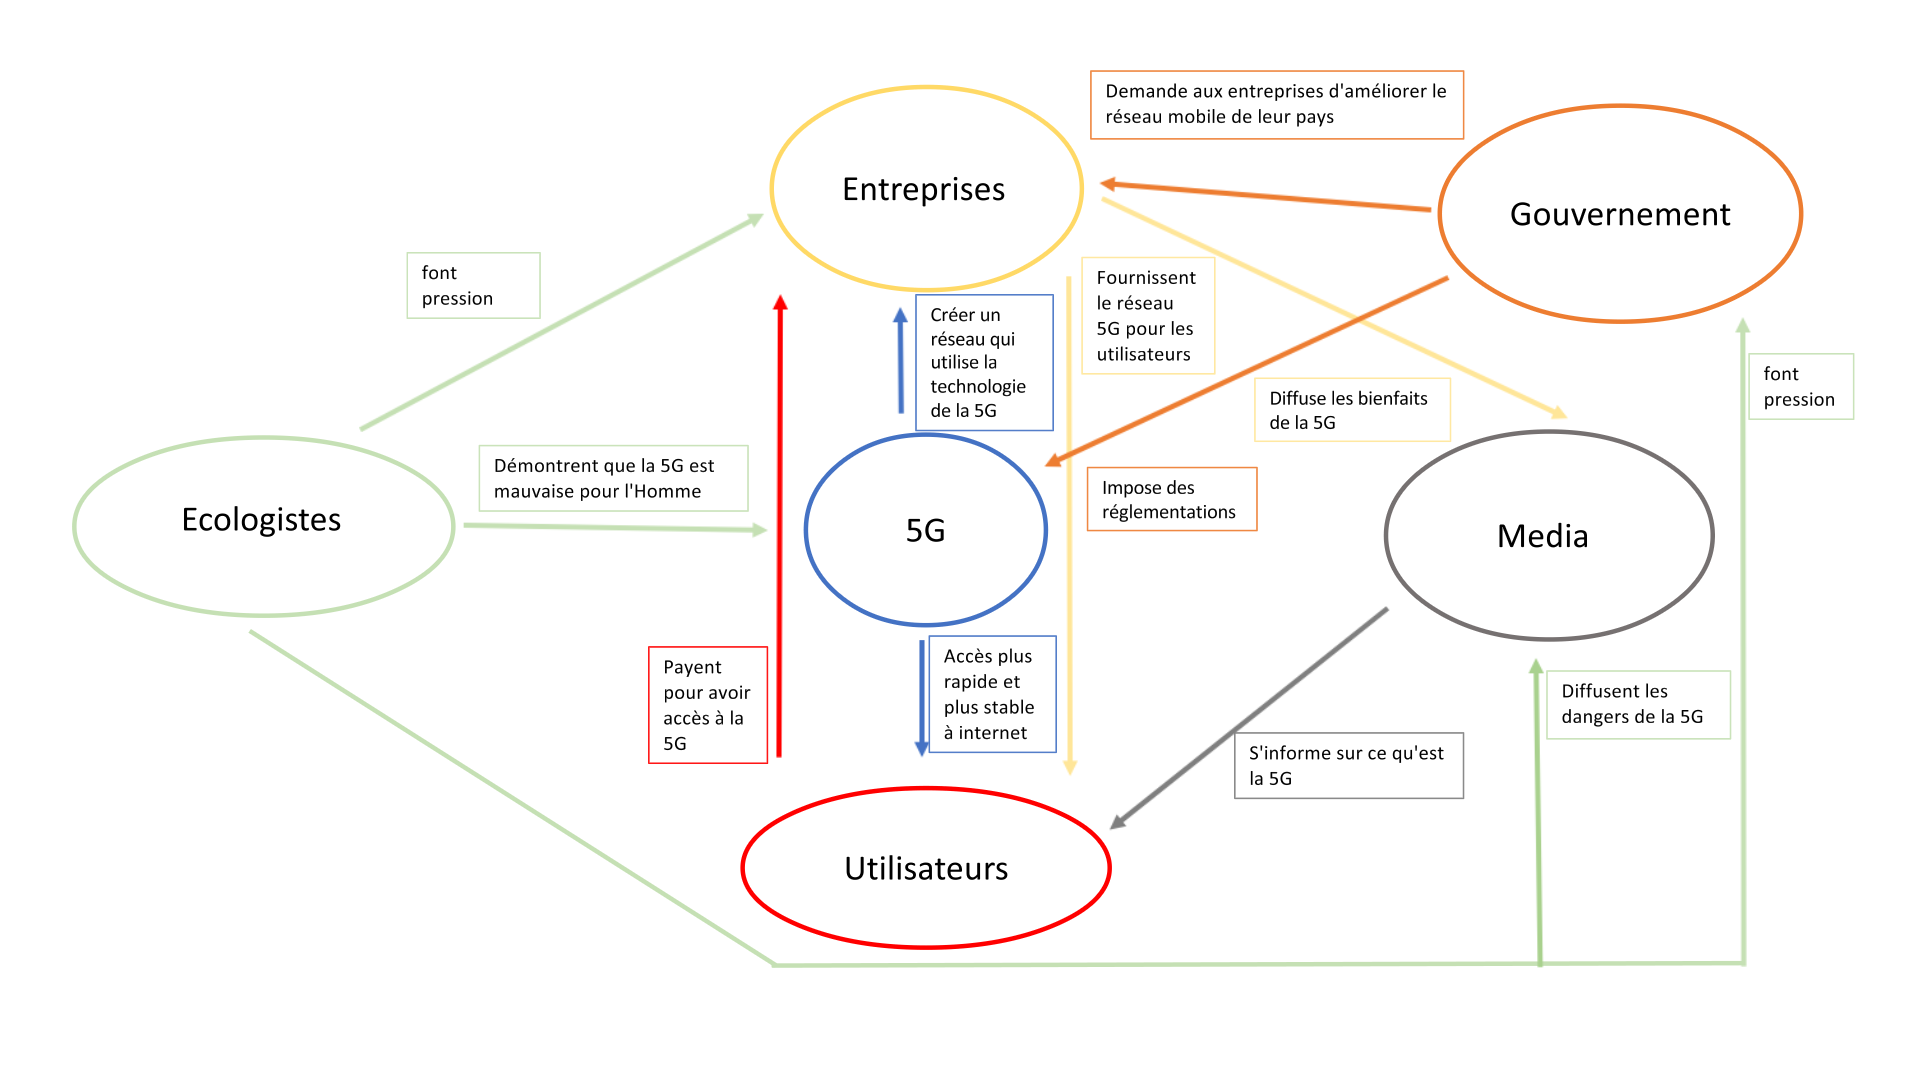 Demande aux entreprises d'améliorer le
réseau mobile de leur pays
Entreprises
Gouvernement
font
pression
Fournissent
le réseau
5G pour les
utilisateurs
Créer un
réseau qui
utilise la
technologie
de la 5G
font
pression
Diffuse les bienfaits
de la 5G
Démontrent que la 5G est
mauvaise pour l'Homme
Impose des
réglementations
Ecologistes
5G
Media
Payent
pour avoir
accès à la
5G
Accès plus
rapide et
plus stable
à internet
Diffusent les
dangers de la 5G
S'informe sur ce qu'est
la 5G
Utilisateurs